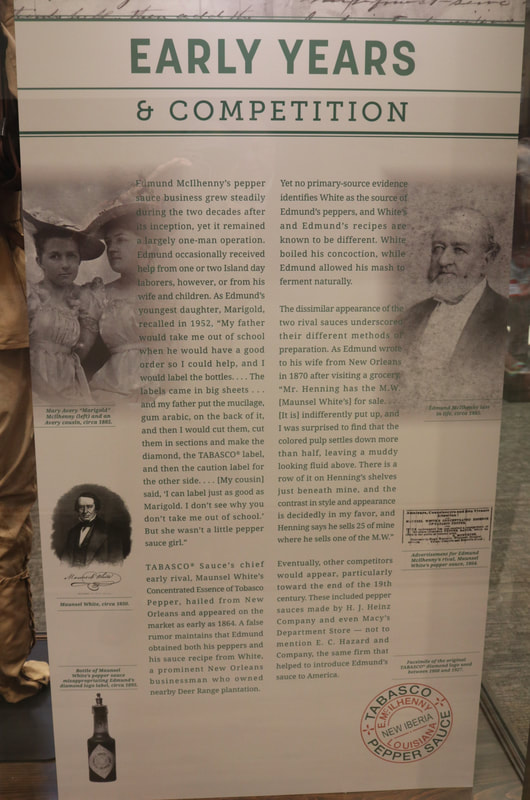 EARLY YEARS
& COMPETITION
Edmund McIlhenny's pepper
sauce business grew steadily
during the two decades after
its inception, yet it remained
a largely one-man operation.
Edmund occasionally received
help from one or two Island day
laborers, however, or from his
wife and children. As Edmund's
youngest daughter, Marigold,
recalled in 1952, "My father
would take me out of school
when he would have a good
order so I could help, and I
would label the bottles. . . . The
labels came in big sheets . . .
and my father put the mucilage,
gum arabic, on the back of it,
and then I would cut them, cut
them in sections and make the
diamond, the TABASCO® label,
and then the caution label for
the other side. . . . [My cousin]
said, 'I can label just as good as
Marigold. I don't see why you
don't take me out of school.'
But she wasn't a little pepper
sauce girl."
TABASCO® Sauce's chief
early rival, Maunsel White's
Concentrated Essence of Tobasco
Pepper, hailed from New
Orleans and appeared on the
market as early as 1864. A false
rumor maintains that Edmund
obtained both his peppers and
his sauce recipe from White,
a prominent New Orleans
businessman who owned
nearby Deer Range plantation.
Yet no primary-source evidence
identifies White as the source of
Edmund's peppers, and White's
and Edmund's recipes are
known to be different. White
boiled his concoction, while
Edmund allowed his mash to
ferment naturally.
The dissimilar appearance of the
two rival sauces underscored
their different methods of
preparation. As Edmund wrote
to his wife from New Orleans
in 1870 after visiting a grocery,
"Mr. Henning has the M.W.
[Maunsel White's] for sale. . . .
[It is] indifferently put up, and
I was surprised to find that the
colored pulp settles down more
than half, leaving a muddy
looking fluid above. There is a
row of it on Henning's shelves
just beneath mine, and the
contrast in style and appearance
is decidedly in my favor, and
Henning says he sells 25 of mine
where he sells one of the M.W."
Eventually, other competitors
would appear, particularly
toward the end of the 19th
century. These included pepper
sauces made by H. J. Heinz
Company and even Macy's
Department Store — not to
mention E. C. Hazard and
Company, the same firm that
helped to introduce Edmund's
sauce to America.
Mary Avery "Marigold"
McIlhenny (left) and an
Avery cousin, circa
Maunsel White, circa
Bottle of Maunsel
White's pepper sauce
misappropriating Edmund's
diamond logo label, circa
Edmund McIlhenny late
in life, circa
Advertisement for Edmund
McIlhenny's rival, Maunsel
White's pepper sauce,
Facsimile of the original
TABASCO® diamond logo used
between and
TABASCO
E. McILHENNY
NEW IBERIA
LOUISIANA
PEPPER SAUCE